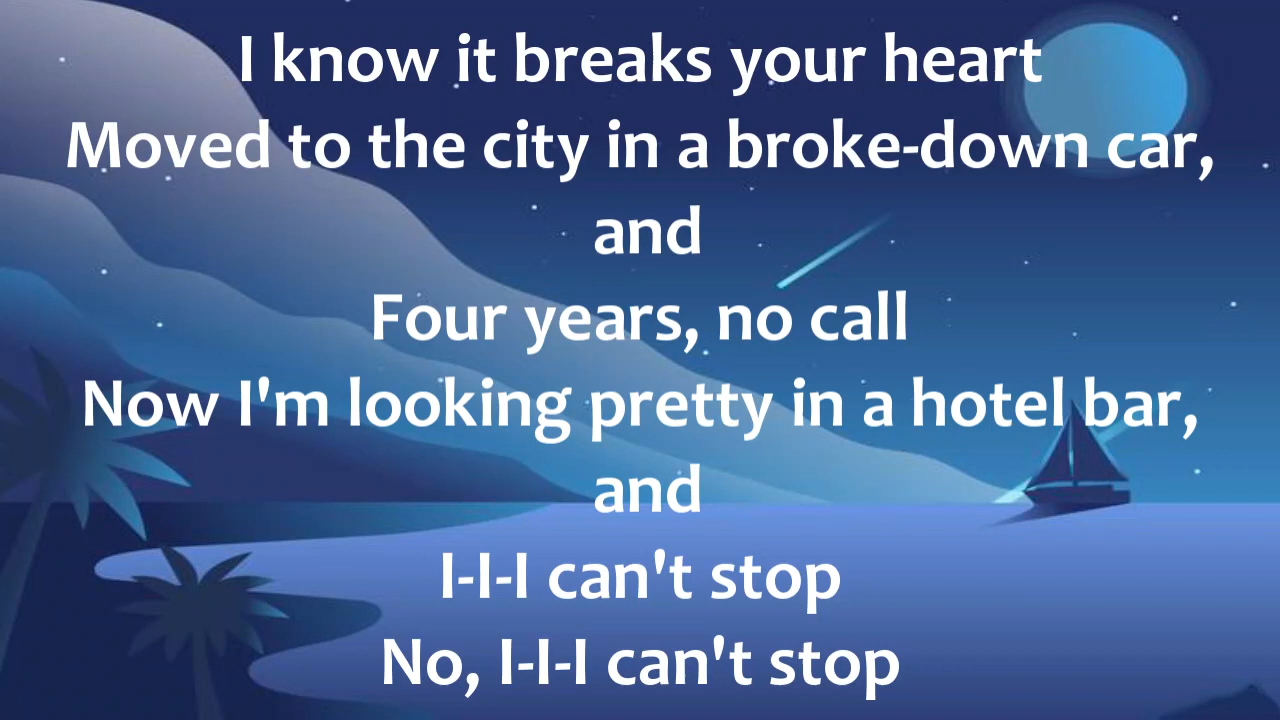 I know it breaks your heart
Moved to the city in a broke-down car,
and
Four years, no call
Now I'm looking pretty in a hotel bar,
and
I-I-I can't stop
No, I-I-I can't stop